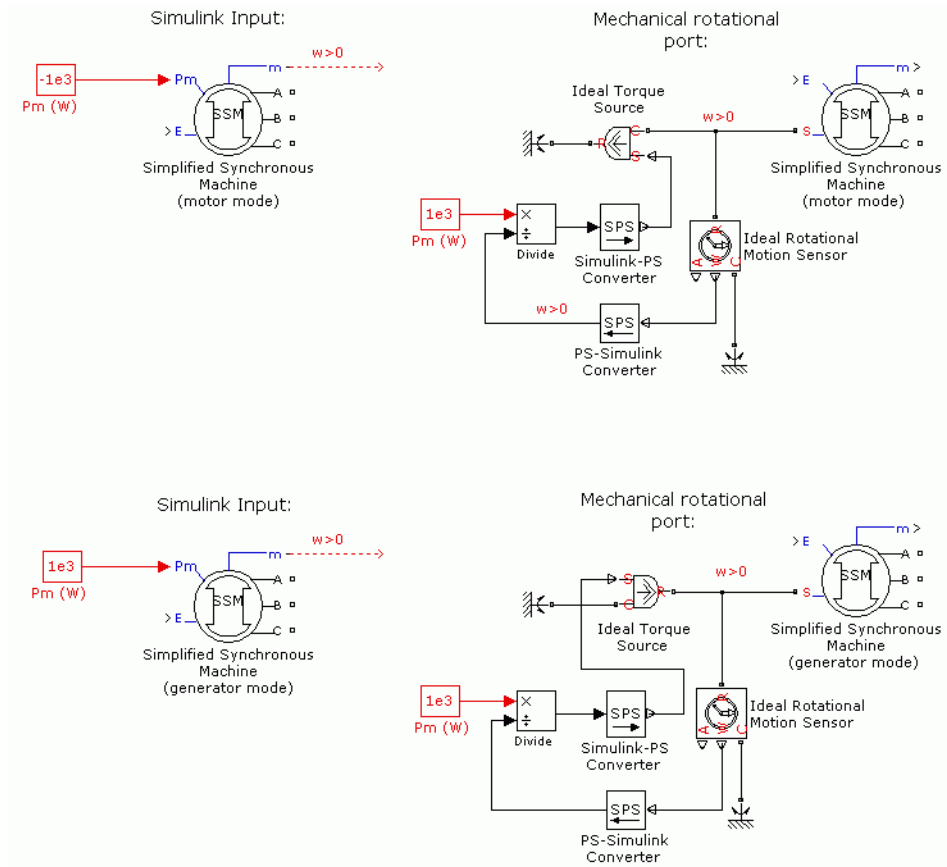 Simulink Input:
-1e3
Pm (W)
Pm
w>0
m
A
B
C
SSM
>E
Simplified Synchronous
Machine
(motor mode)
Mechanical rotational
port:
Ideal Torque
Source
R
C
S
w>0
>E
m>
A
B
C
SSM
S
Simplified Synchronous
Machine
(motor mode)
1e3
Pm (W)
×
÷
Divide
SPS
Simulink-PS
Converter
A
W
R
C
Ideal Rotational
Motion Sensor
w>0
SPS
PS-Simulink
Converter
Simulink Input:
1e3
Pm (W)
Pm
w>0
m
A
B
C
SSM
>E
Simplified Synchronous
Machine
(generator mode)
Mechanical rotational
port:
S
C
R
Ideal Torque
Source
w>0
>E
m>
A
B
C
SSM
S
Simplified Synchronous
Machine
(generator mode)
1e3
Pm (W)
×
÷
Divide
SPS
Simulink-PS
Converter
A
W
R
C
Ideal Rotational
Motion Sensor
SPS
PS-Simulink
Converter